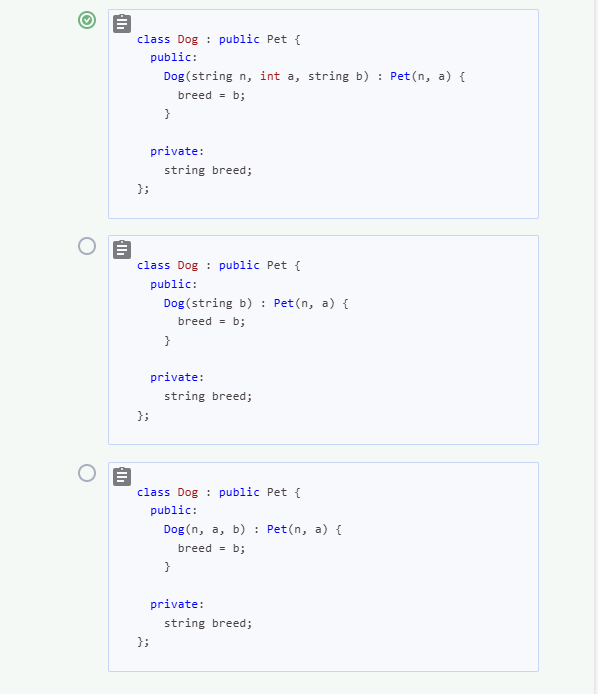 class Dog : public Pet {
public:
Dog(string n, int a, string b) : Pet(n, a) {
breed = b;
}
private:
string breed;
};
class Dog : public Pet {
public:
Dog(string b) : Pet(n, a) {
breed = b;
}
private:
string breed;
};
class Dog : public Pet {
public:
Dog(n, a, b) : Pet(n, a) {
breed = b;
}
private:
string breed;
};